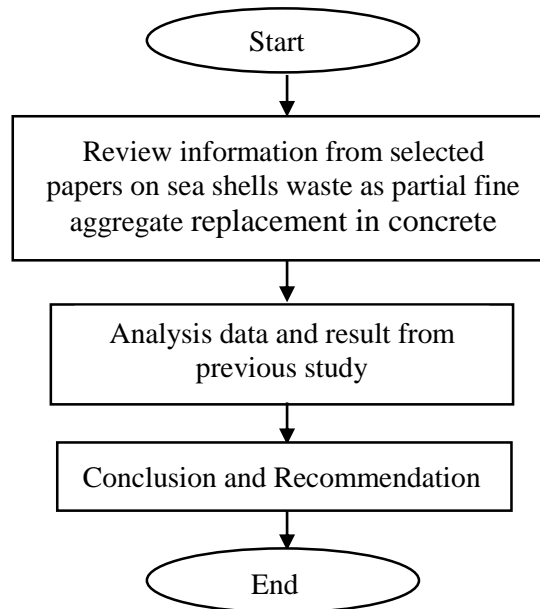 Start
Review information from selected
papers on sea shells waste as partial fine
aggregate replacement in concrete
Analysis data and result from
previous study
Conclusion and Recommendation
End